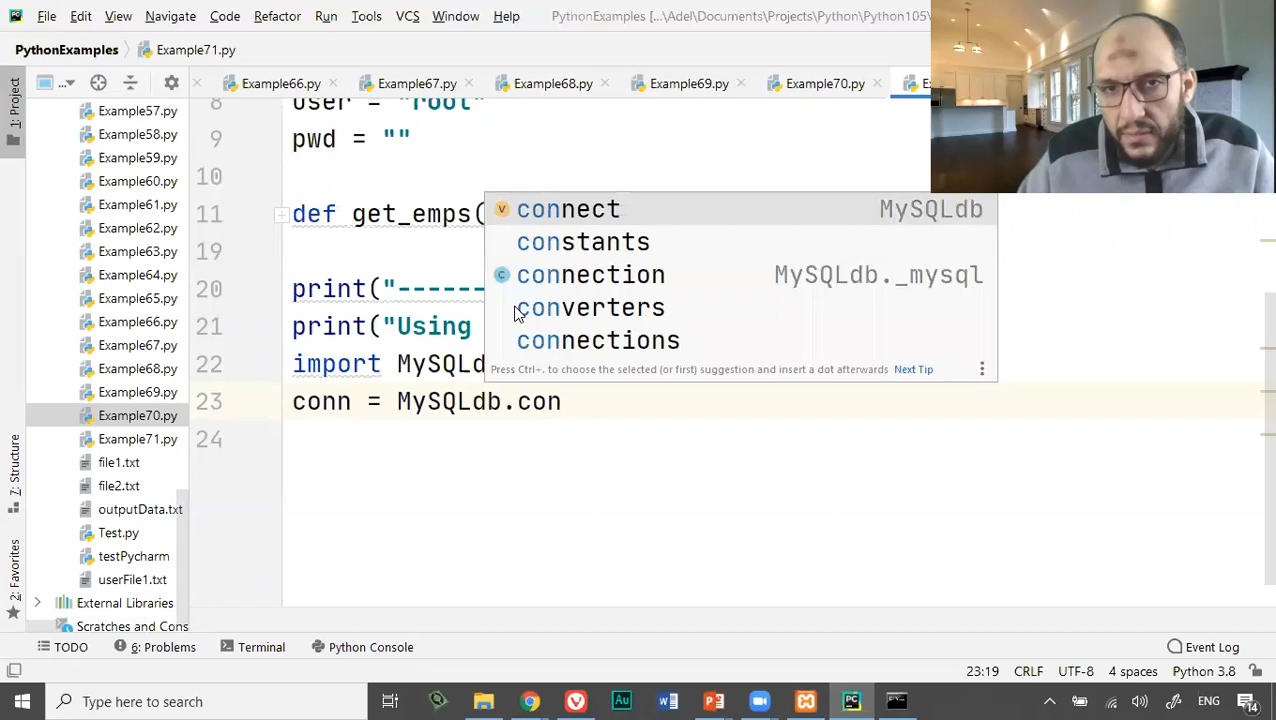 File Edit View Navigate Code Refactor Run Tools VCS Window Help PythonExamples [...\Adel\Documents\Projects\Python\Python105\
PythonExamples Example71.py
1: Project
... Example66.py Example67.py Example68.py Example69.py Example70.py
Example57.py
Example58.py
Example59.py
Example60.py
Example61.py
Example62.py
Example63.py
Example64.py
Example65.py
Example66.py
Example67.py
Example68.py
Example69.py
Example70.py
Example71.py
file1.txt
file2.txt
outputData.txt
Test.py
testPycharm
userFile1.txt
External Libraries
Scratches and Cons
7: Structure
2: Favorites
8 user = "root"
9 pwd = ""
10
11 def get_emps(
19
20 print("-------
21 print("Using
22 import MySQLd
23 conn = MySQLdb.con
24
connect MySQLdb
constants
connection MySQLdb._mysql
converters
connections
Press Ctrl+. to choose the selected (or first) suggestion and insert a dot afterwards Next Tip
TODO 6: Problems Terminal Python Console Event Log
23:19 CRLF UTF-8 4 spaces Python 3.8
Type here to search ENG 14